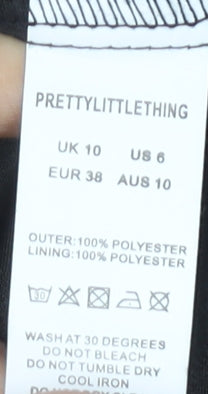 PRETTYLITTLETHING
UK 10 US 6
EUR 38 AUS 10
OUTER:100% POLYESTER
LINING:100% POLYESTER
30
WASH AT 30 DEGREES
DO NOT BLEACH
DO NOT TUMBLE DRY
COOL IRON